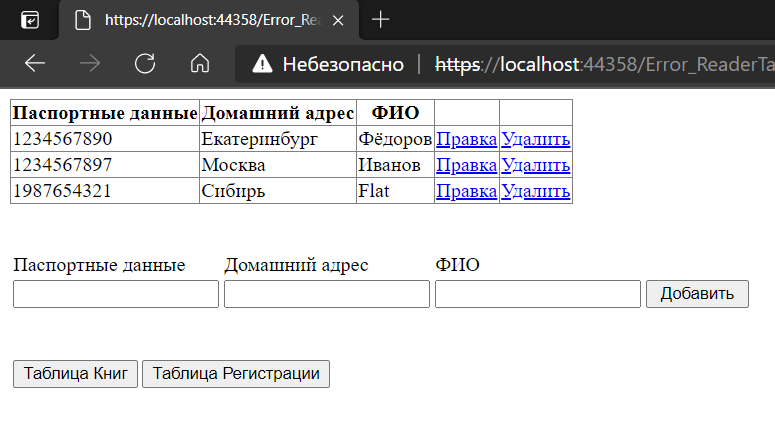 https://localhost:44358/Error_Rea
Небезопасно | https://localhost:44358/Error_ReaderTa
Паспортные данные Домашний адрес ФИО
1234567890 Екатеринбург Фёдоров Правка Удалить
1234567897 Москва Иванов Правка Удалить
1987654321 Сибирь Flat Правка Удалить
Паспортные данные Домашний адрес ФИО
Добавить
Таблица Книг Таблица Регистрации